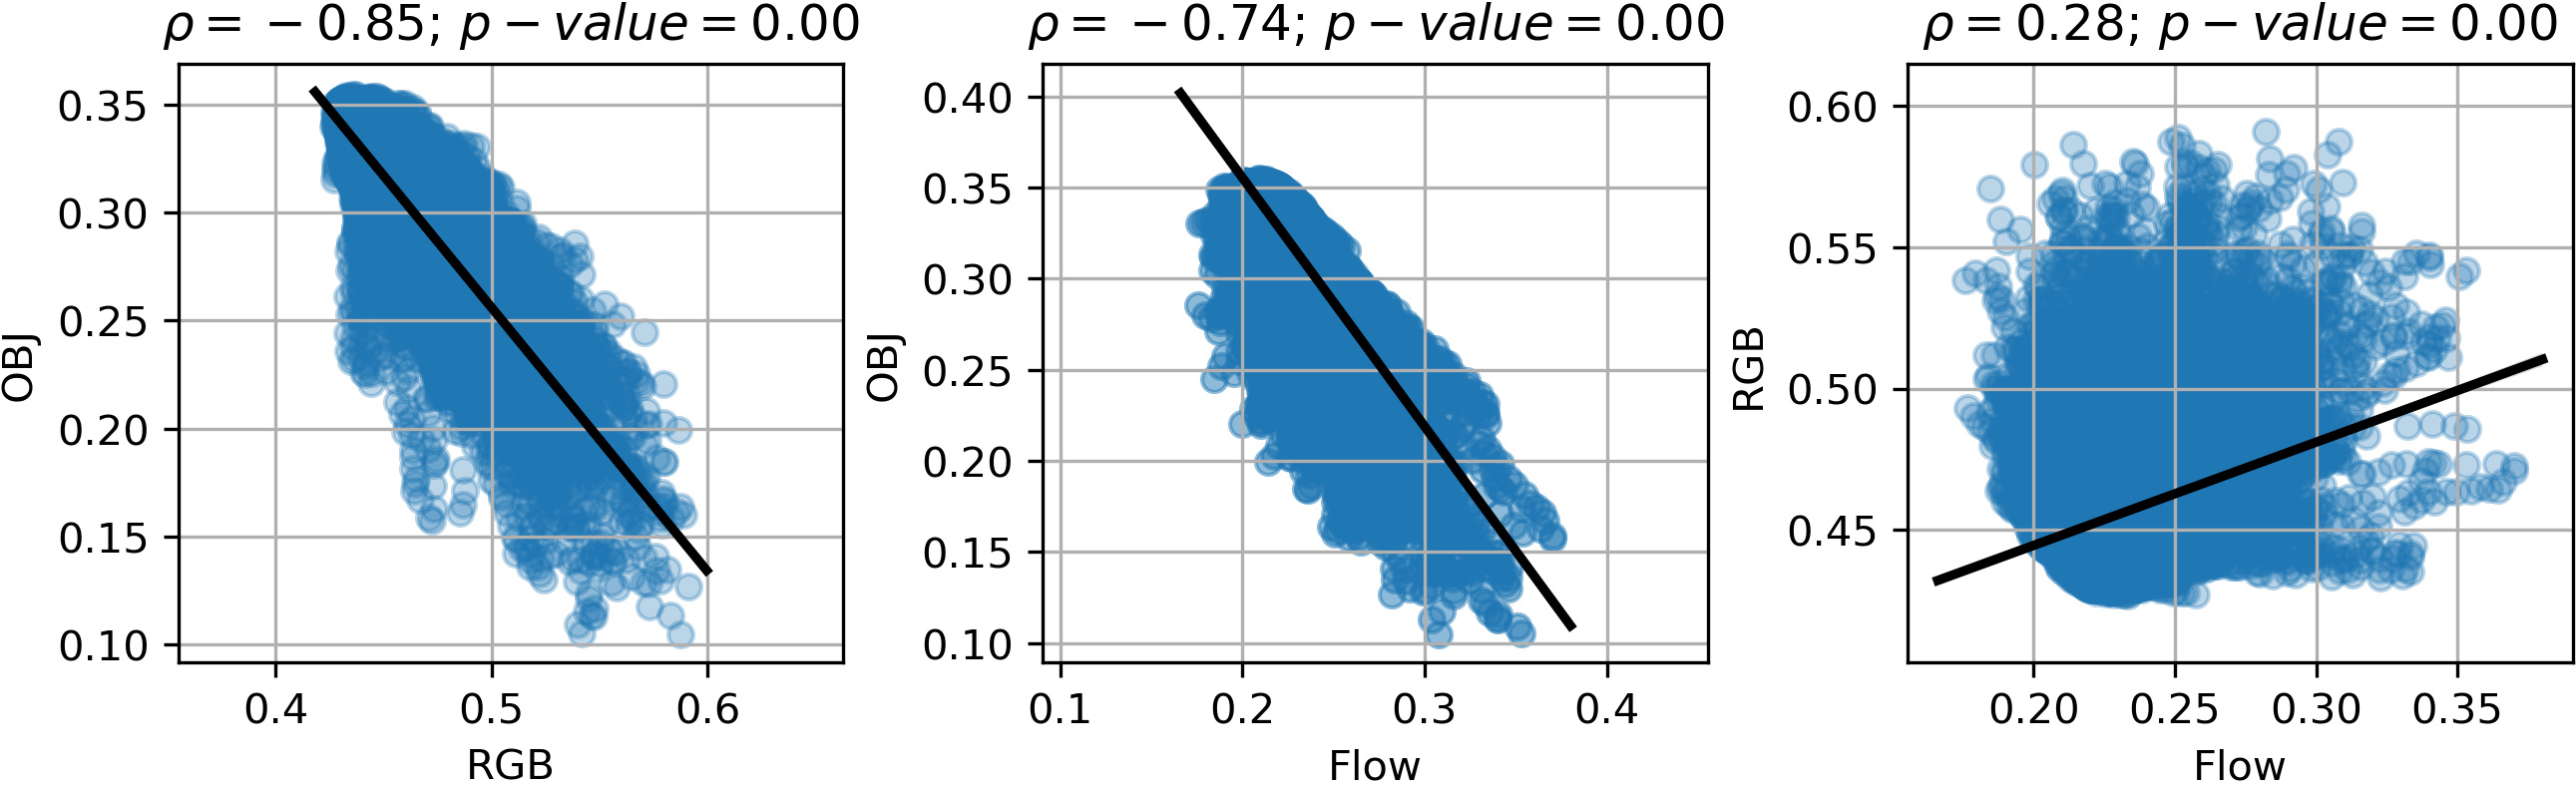 ρ = − 0.85; p − value = 0.00
OBJ
0.35
0.30
0.25
0.20
0.15
0.10
0.4 0.5 0.6
RGB
ρ = − 0.74; p − value = 0.00
OBJ
0.40
0.35
0.30
0.25
0.20
0.15
0.10
0.1 0.2 0.3 0.4
Flow
ρ = 0.28; p − value = 0.00
RGB
0.60
0.55
0.50
0.45
0.20 0.25 0.30 0.35
Flow